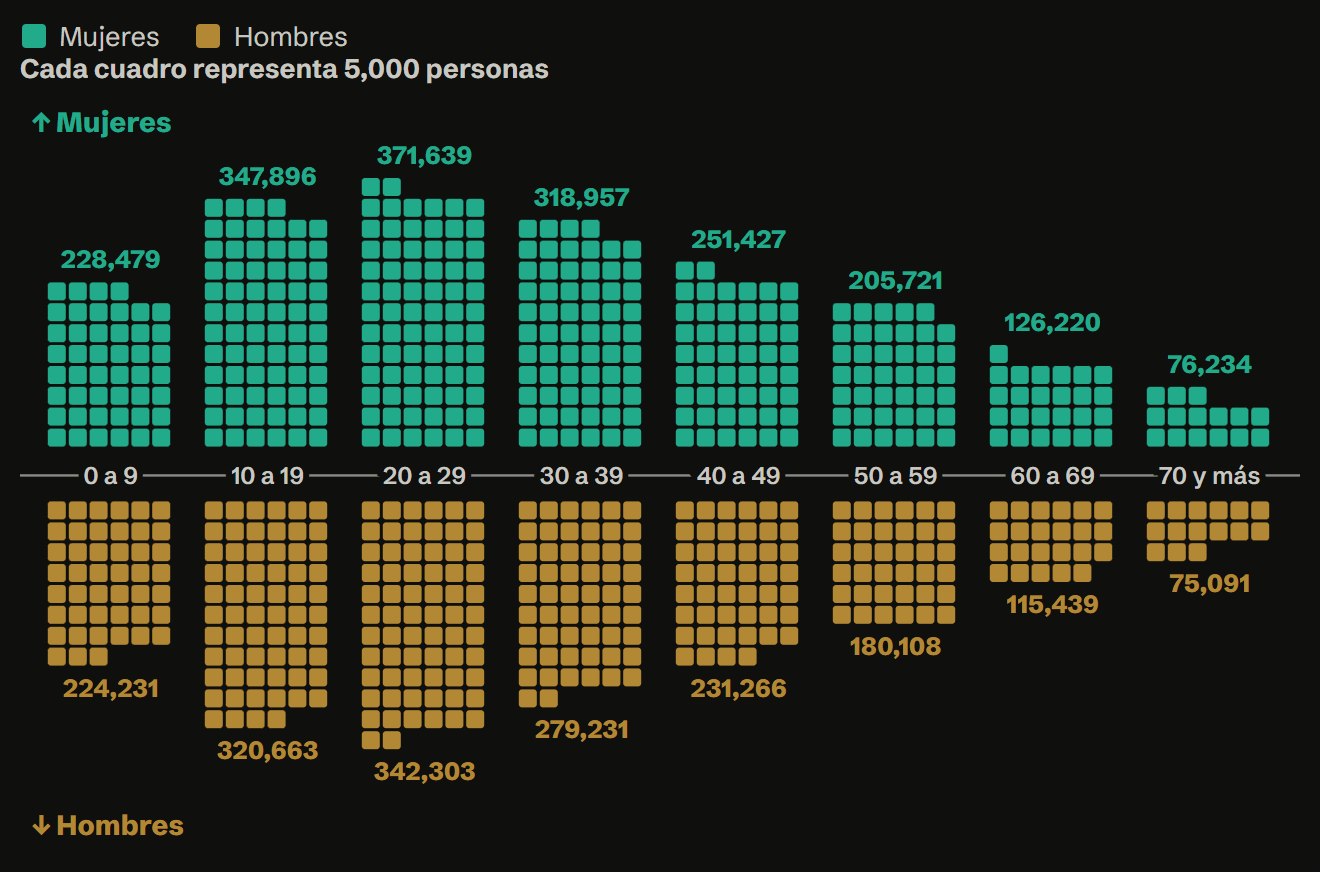 Mujeres Hombres
Cada cuadro representa 5,000 personas
↑ Mujeres
228,479 347,896 371,639 318,957 251,427 205,721 126,220 76,234
0 a 9 10 a 19 20 a 29 30 a 39 40 a 49 50 a 59 60 a 69 70 y más
224,231 320,663 342,303 279,231 231,266 180,108 115,439 75,091
↓ Hombres